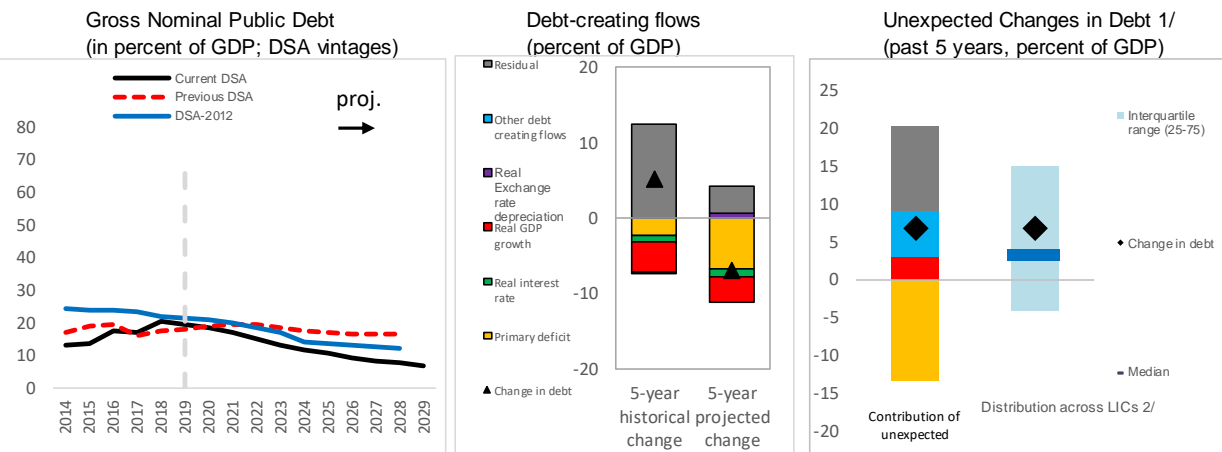 Gross Nominal Public Debt
(in percent of GDP; DSA vintages)
Current DSA
Previous DSA
DSA-2012
proj.
80
70
60
50
40
30
20
10
0
2014
2015
2016
2017
2018
2019
2020
2021
2022
2023
2024
2025
2026
2027
2028
2029
Debt-creating flows
(percent of GDP)
Residual
Other debt
creating flows
Real
Exchange
rate
depreciation
Real GDP
growth
Real interest
rate
Primary deficit
Change in debt
20
10
0
-10
-20
5-year
historical
change
5-year
projected
change
Unexpected Changes in Debt 1/
(past 5 years, percent of GDP)
25
20
15
10
5
0
-5
-10
-15
-20
Contribution of
unexpected
Distribution across LICs 2/
Interquartile
range (25-75)
Change in debt
Median